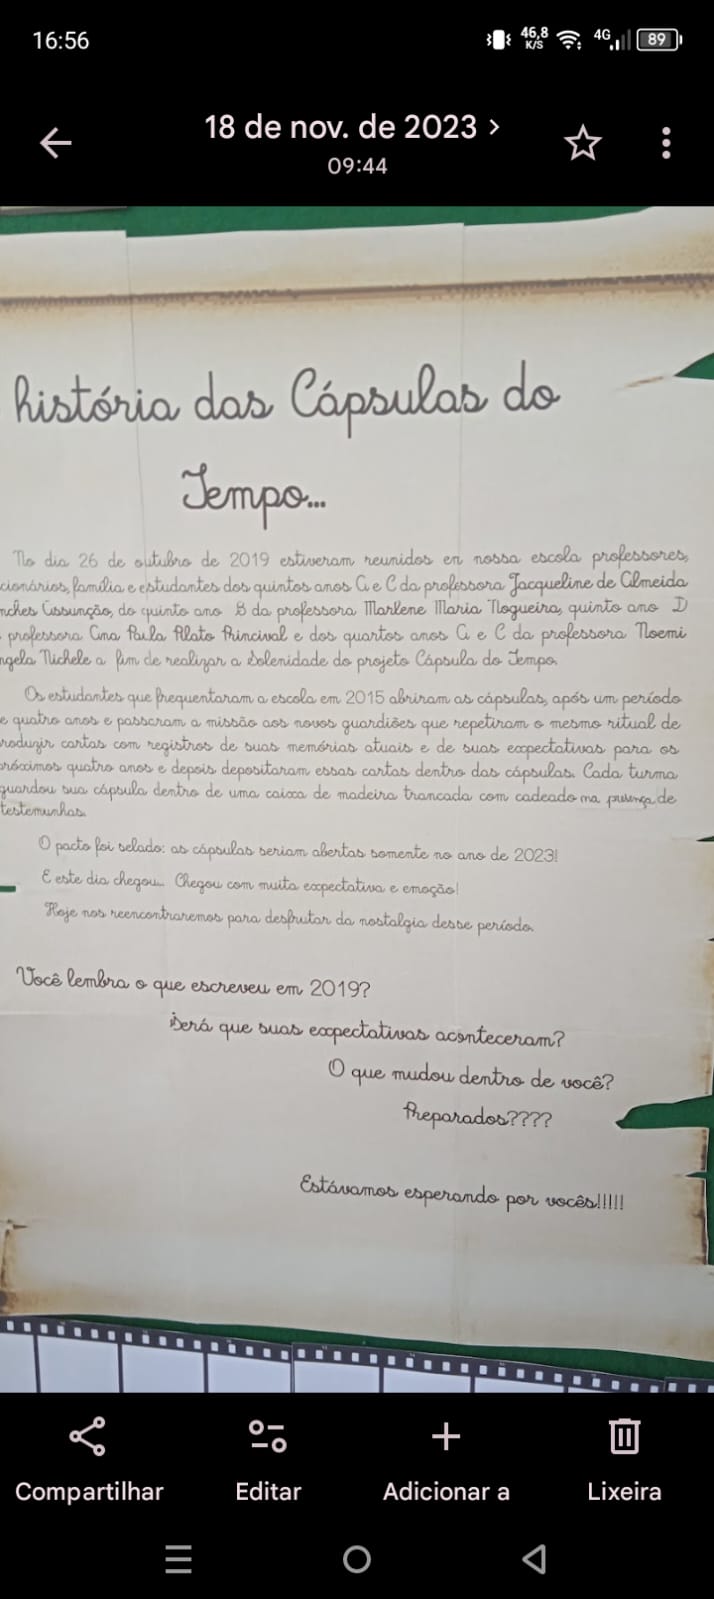 16:56
46,8 K/S 4G 89
18 de nov. de 2023 >
09:44
história das Cápsulas do
Tempo...
No dia 26 de outubro de 2019 estiveram reunidos en nossa escola professores,
cionários, família e estudantes dos quintos anos A e C da professora Jacqueline de Almeida
nches Assunção, do quinto ano B da professora Marlene Maria Nogueira, quinto ano D
professora Ana Paula Pilato Principal e dos quartos anos A e C da professora Noemi
ngela Nichele a fim de realizar a Solenidade do projeto Cápsula do Tempo.
Os estudantes que frequentaram a escola em 2015 abriram as cápsulas, após um período
e quatro anos e passaram a missão aos novos guardiões que repetiram o mesmo ritual de
roduzir cartas com registros de suas memórias atuais e de suas expectativas para os
próximos quatro anos e depois depositaram essas cartas dentro das cápsulas. Cada turma
guardou sua cápsula dentro de uma caixa de madeira trancada com cadeado na presença de
testemunhas.
O pacto foi selado: as cápsulas seriam abertas somente no ano de 2023!
E este dia chegou... Chegou com muita expectativa e emoção!
Hoje nos reencontraremos para desfrutar da nostalgia desse período.
Você lembra o que escreveu em 2019?
Será que suas expectativas aconteceram?
O que mudou dentro de você?
Preparados????
Estávamos esperando por vocês!!!!!
Compartilhar Editar Adicionar a Lixeira